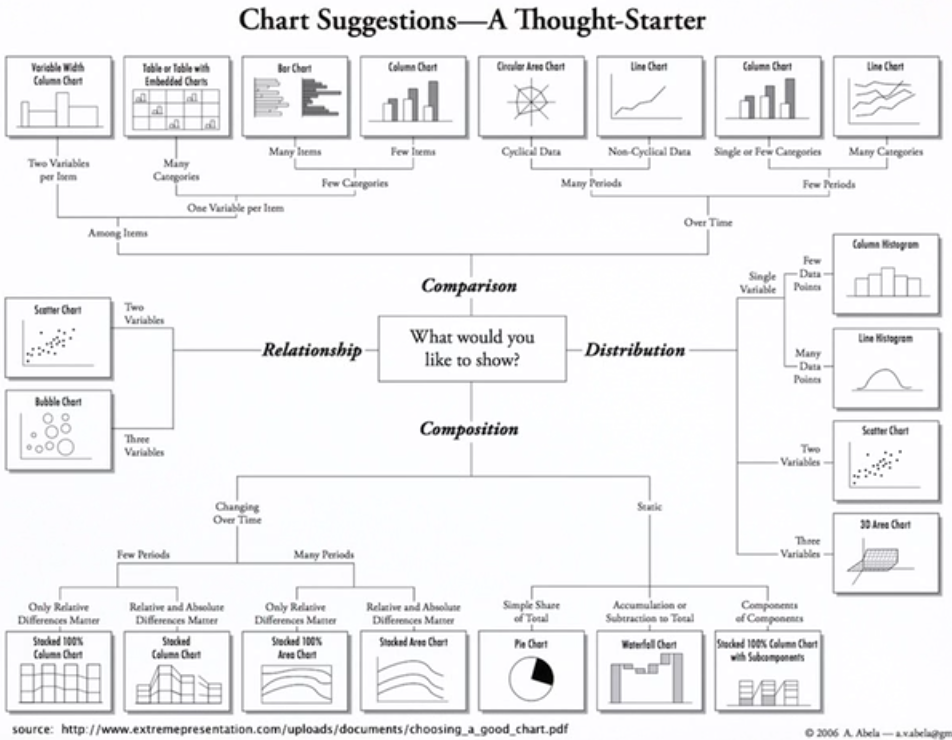 Chart Suggestions—A Thought-Starter
Variable Width
Column Chart
Table or Table with
Embedded Charts
Bar Chart
Column Chart
Circular Area Chart
Line Chart
Column Chart
Line Chart
Two Variables
per Item
Many
Categories
Many Items
Few Items
Cyclical Data
Non-Cyclical Data
Single or Few Categories
Many Categories
Few Categories
Many Periods
Few Periods
One Variable per Item
Over Time
Among Items
Comparison
What would you
like to show?
Relationship
Two
Variables
Scatter Chart
Three
Variables
Bubble Chart
Distribution
Single
Variable
Few
Data
Points
Column Histogram
Many
Data
Points
Line Histogram
Two
Variables
Scatter Chart
Three
Variables
3D Area Chart
Composition
Changing
Over Time
Static
Few Periods
Many Periods
Only Relative
Differences Matter
Relative and Absolute
Differences Matter
Only Relative
Differences Matter
Relative and Absolute
Differences Matter
Simple Share
of Total
Accumulation or
Subtraction to Total
Components
of Components
Stacked 100%
Column Chart
Stacked
Column Chart
Stacked 100%
Area Chart
Stacked Area Chart
Pie Chart
Waterfall Chart
Stacked 100% Column Chart
with Subcomponents
source: http://www.extremepresentation.com/uploads/documents/choosing_a_good_chart.pdf
© 2006 A. Abela — a.v.abela@gm